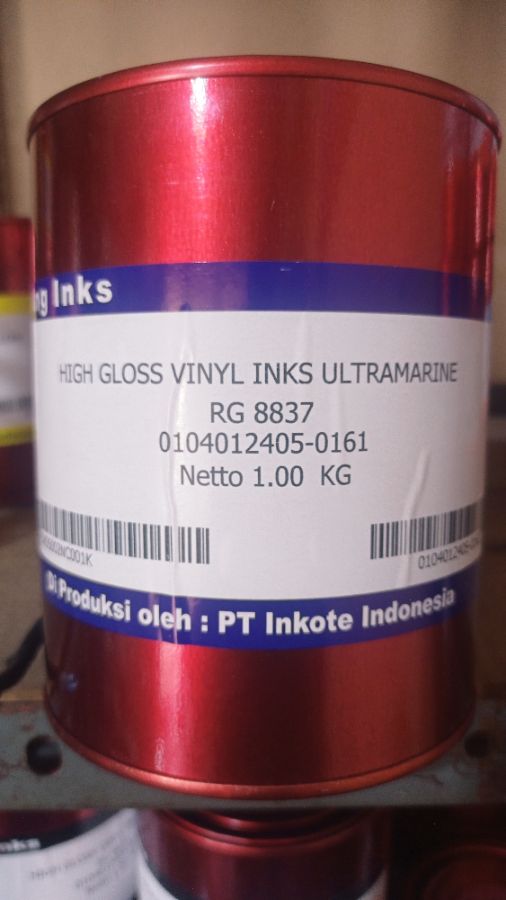 Inks
HIGH GLOSS VINYL INKS ULTRAMARINE
RG 8837
0104012405-0161
Netto 1.00 KG
Di Produksi oleh : PT Inkote Indonesia